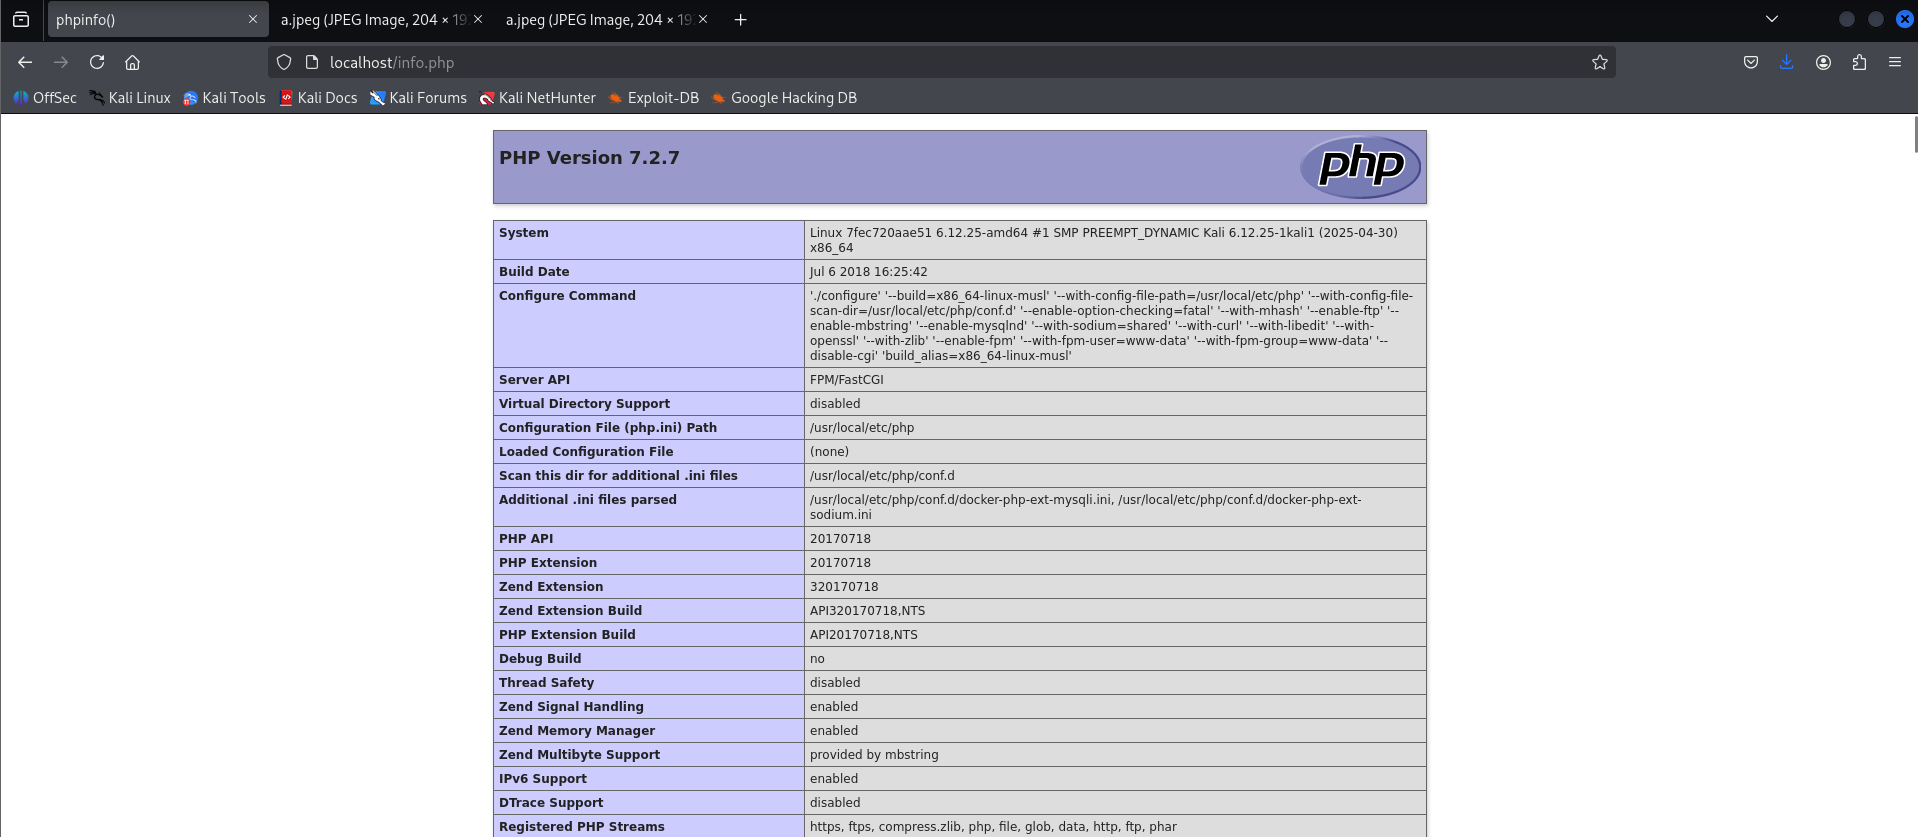 phpinfo()
a.jpeg (JPEG Image, 204 × 19
a.jpeg (JPEG Image, 204 × 19
localhost/info.php
OffSec
Kali Linux
Kali Tools
Kali Docs
Kali Forums
Kali NetHunter
Exploit-DB
Google Hacking DB
PHP Version 7.2.7
php
System
Linux 7fec720aae51 6.12.25-amd64 #1 SMP PREEMPT_DYNAMIC Kali 6.12.25-1kali1 (2025-04-30)
x86_64
Build Date
Jul 6 2018 16:25:42
Configure Command
'./configure' '--build=x86_64-linux-musl' '--with-config-file-path=/usr/local/etc/php' '--with-config-file-
scan-dir=/usr/local/etc/php/conf.d' '--enable-option-checking=fatal' '--with-mhash' '--enable-ftp' '--
enable-mbstring' '--enable-mysqlnd' '--with-sodium=shared' '--with-curl' '--with-libedit' '--with-
openssl' '--with-zlib' '--enable-fpm' '--with-fpm-user=www-data' '--with-fpm-group=www-data' '--
disable-cgi' 'build_alias=x86_64-linux-musl'
Server API
FPM/FastCGI
Virtual Directory Support
disabled
Configuration File (php.ini) Path
/usr/local/etc/php
Loaded Configuration File
(none)
Scan this dir for additional .ini files
/usr/local/etc/php/conf.d
Additional .ini files parsed
/usr/local/etc/php/conf.d/docker-php-ext-mysqli.ini, /usr/local/etc/php/conf.d/docker-php-ext-
sodium.ini
PHP API
20170718
PHP Extension
20170718
Zend Extension
320170718
Zend Extension Build
API320170718,NTS
PHP Extension Build
API20170718,NTS
Debug Build
no
Thread Safety
disabled
Zend Signal Handling
enabled
Zend Memory Manager
enabled
Zend Multibyte Support
provided by mbstring
IPv6 Support
enabled
DTrace Support
disabled
Registered PHP Streams
https, ftps, compress.zlib, php, file, glob, data, http, ftp, phar